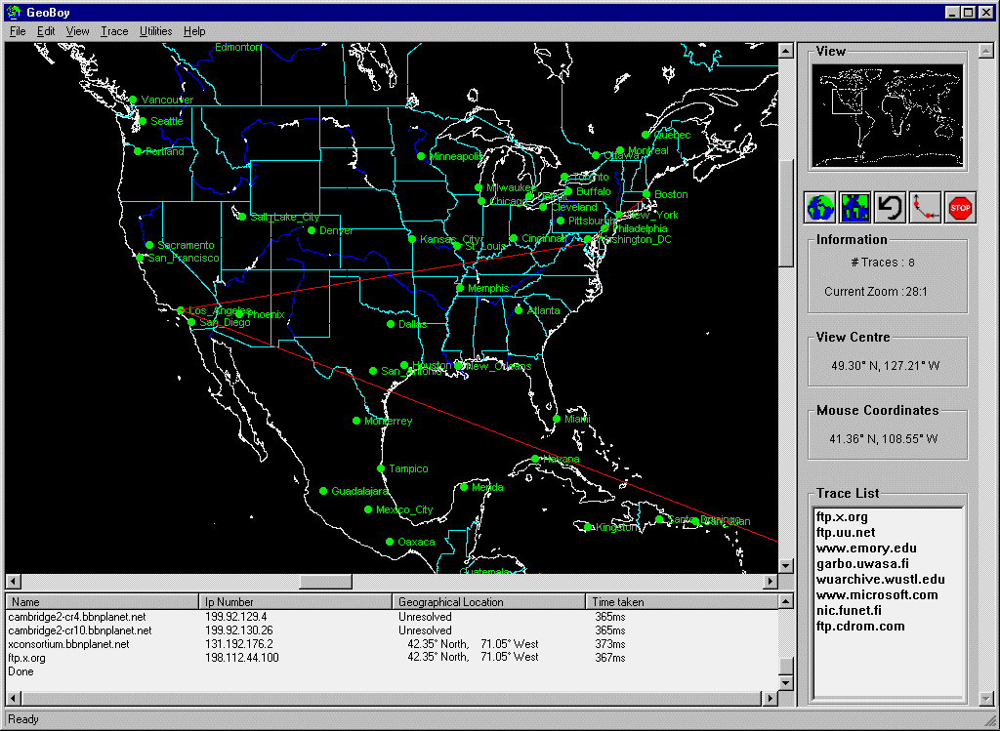 GeoBoy
File Edit View Trace Utilities Help
Edmonton
Vancouver
Seattle
Portland
Quebec
Montreal
Ottawa
Minneapolis
Toronto
Milwaukee
Buffalo
Boston
Chicago
Cleveland
New_York
Pittsburgh
Philadelphia
Salt_Lake_City
Denver
Kansas_City
Cincinnati
Washington_DC
Sacramento
St_Louis
San_Francisco
Memphis
Los_Angeles
Phoenix
Atlanta
San_Diego
Dallas
Houston
New_Orleans
San_Antonio
Monterrey
Miami
Havana
Tampico
Merida
Guadalajara
Mexico_City
Santo_Domingo
San_Juan
Kingston
Oaxaca
Guatemala
View
STOP
Information
# Traces : 8
Current Zoom : 28:1
View Centre
49.30° N, 127.21° W
Mouse Coordinates
41.36° N, 108.55° W
Trace List
ftp.x.org
ftp.uu.net
www.emory.edu
garbo.uwasa.fi
wuarchive.wustl.edu
www.microsoft.com
nic.funet.fi
ftp.cdrom.com
Name Ip Number Geographical Location Time taken
cambridge2-cr4.bbnplanet.net 199.92.129.4 Unresolved 365ms
cambridge2-cr10.bbnplanet.net 199.92.130.26 Unresolved 365ms
xconsortium.bbnplanet.net 131.192.176.2 42.35° North, 71.05° West 373ms
ftp.x.org 198.112.44.100 42.35° North, 71.05° West 367ms
Done
Ready